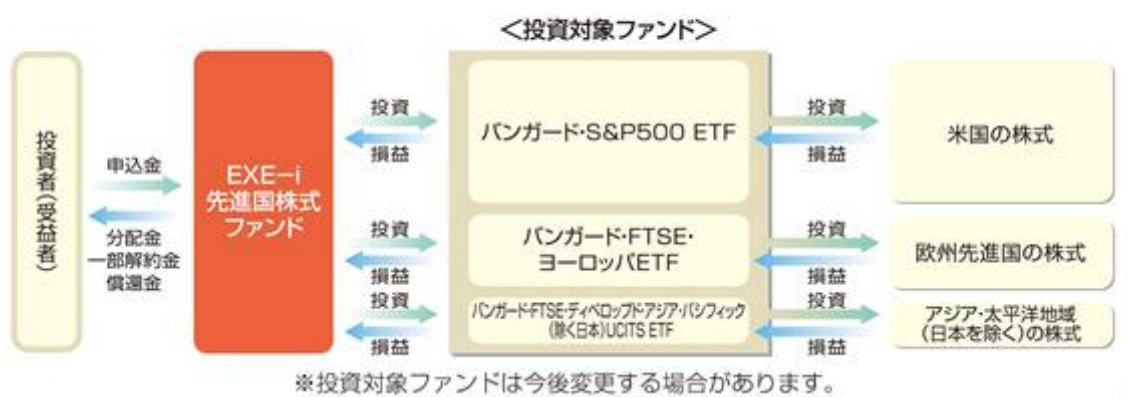 ＜投資対象ファンド＞
投資者(受益者)
申込金
分配金
一部解約金
償還金
EXE-i
先進国株式
ファンド
投資
損益
バンガード・S&P500 ETF
投資
損益
米国の株式
投資
損益
バンガード・FTSE・
ヨーロッパETF
投資
損益
欧州先進国の株式
投資
損益
バンガード・FTSE・ディベロップド・アジア・パシフィック
(除く日本)UCITS ETF
投資
損益
アジア・太平洋地域
(日本を除く)の株式
※投資対象ファンドは今後変更する場合があります。